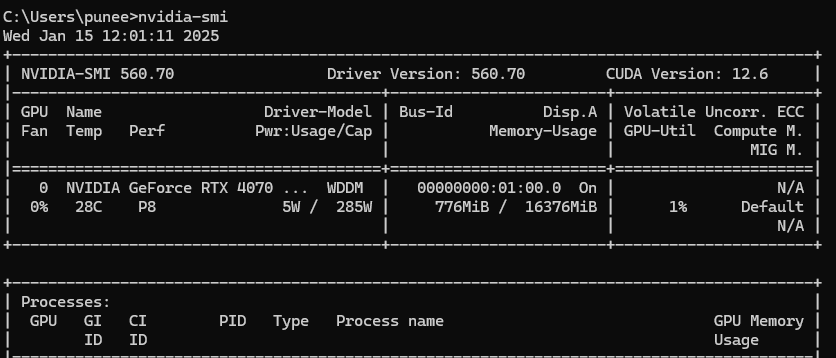 C:\Users\punee>nvidia-smi
Wed Jan 15 12:01:11 2025
+-----------------------------------------------------------------------------------------+
| NVIDIA-SMI 560.70                 Driver Version: 560.70         CUDA Version: 12.6     |
|-----------------------------------------+------------------------+----------------------+
| GPU  Name                  Driver-Model | Bus-Id          Disp.A | Volatile Uncorr. ECC |
| Fan  Temp   Perf          Pwr:Usage/Cap |           Memory-Usage | GPU-Util  Compute M. |
|                                         |                        |               MIG M. |
|=========================================+========================+======================|
|   0  NVIDIA GeForce RTX 4070 ...  WDDM  |   00000000:01:00.0  On |                  N/A |
|  0%   28C    P8              5W /  285W |     776MiB /  16376MiB |      1%      Default |
|                                         |                        |                  N/A |
+-----------------------------------------+------------------------+----------------------+
+-----------------------------------------------------------------------------------------+
| Processes:                                                                              |
|  GPU   GI   CI        PID   Type   Process name                              GPU Memory |
|        ID   ID                                                               Usage      |
|=========================================================================================|